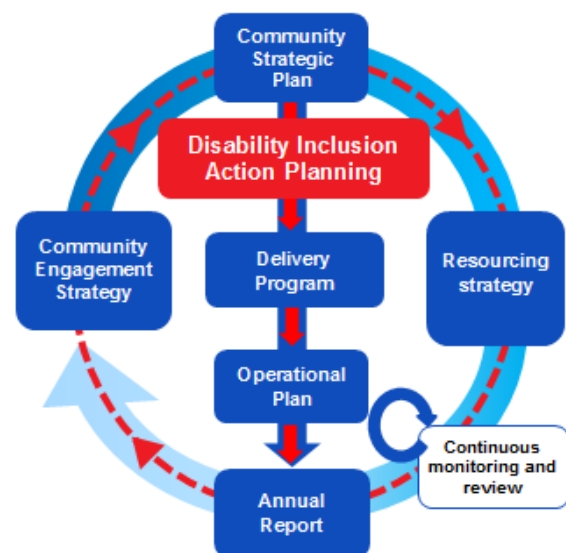 Community
Strategic
Plan
Disability Inclusion
Action Planning
Community
Engagement
Strategy
Delivery
Program
Resourcing
strategy
Operational
Plan
Continuous
monitoring and
review
Annual
Report